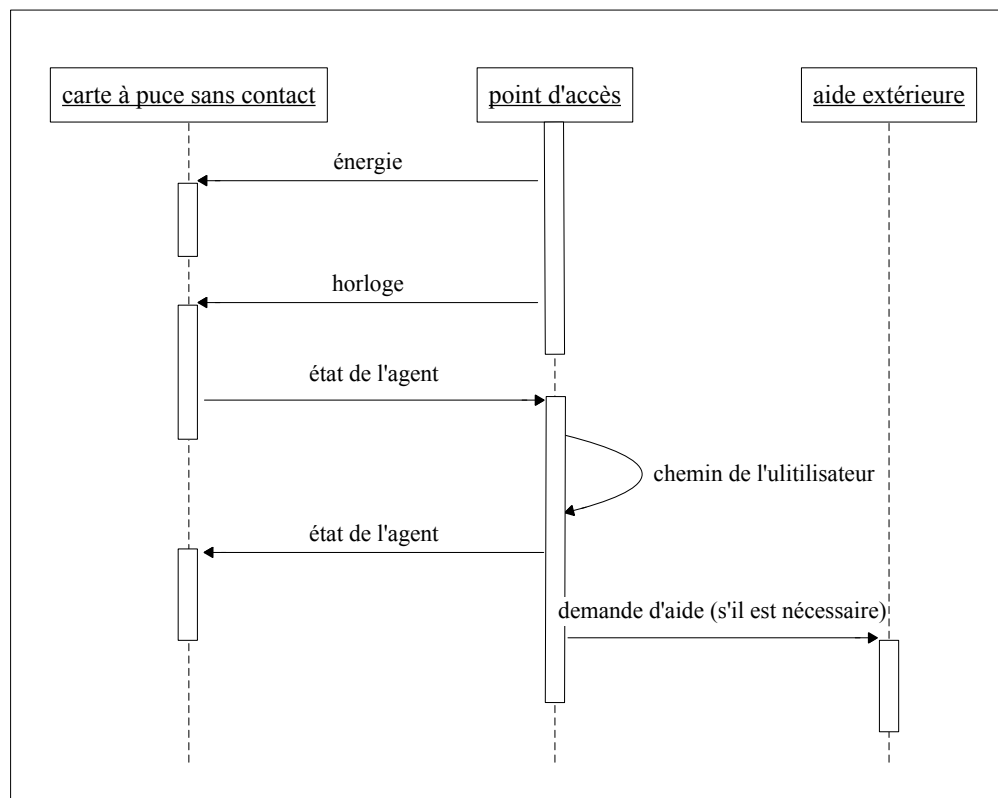 carte à puce sans contact
point d'accès
aide extérieure
énergie
horloge
état de l'agent
chemin de l'ulitilisateur
état de l'agent
demande d'aide (s'il est nécessaire)